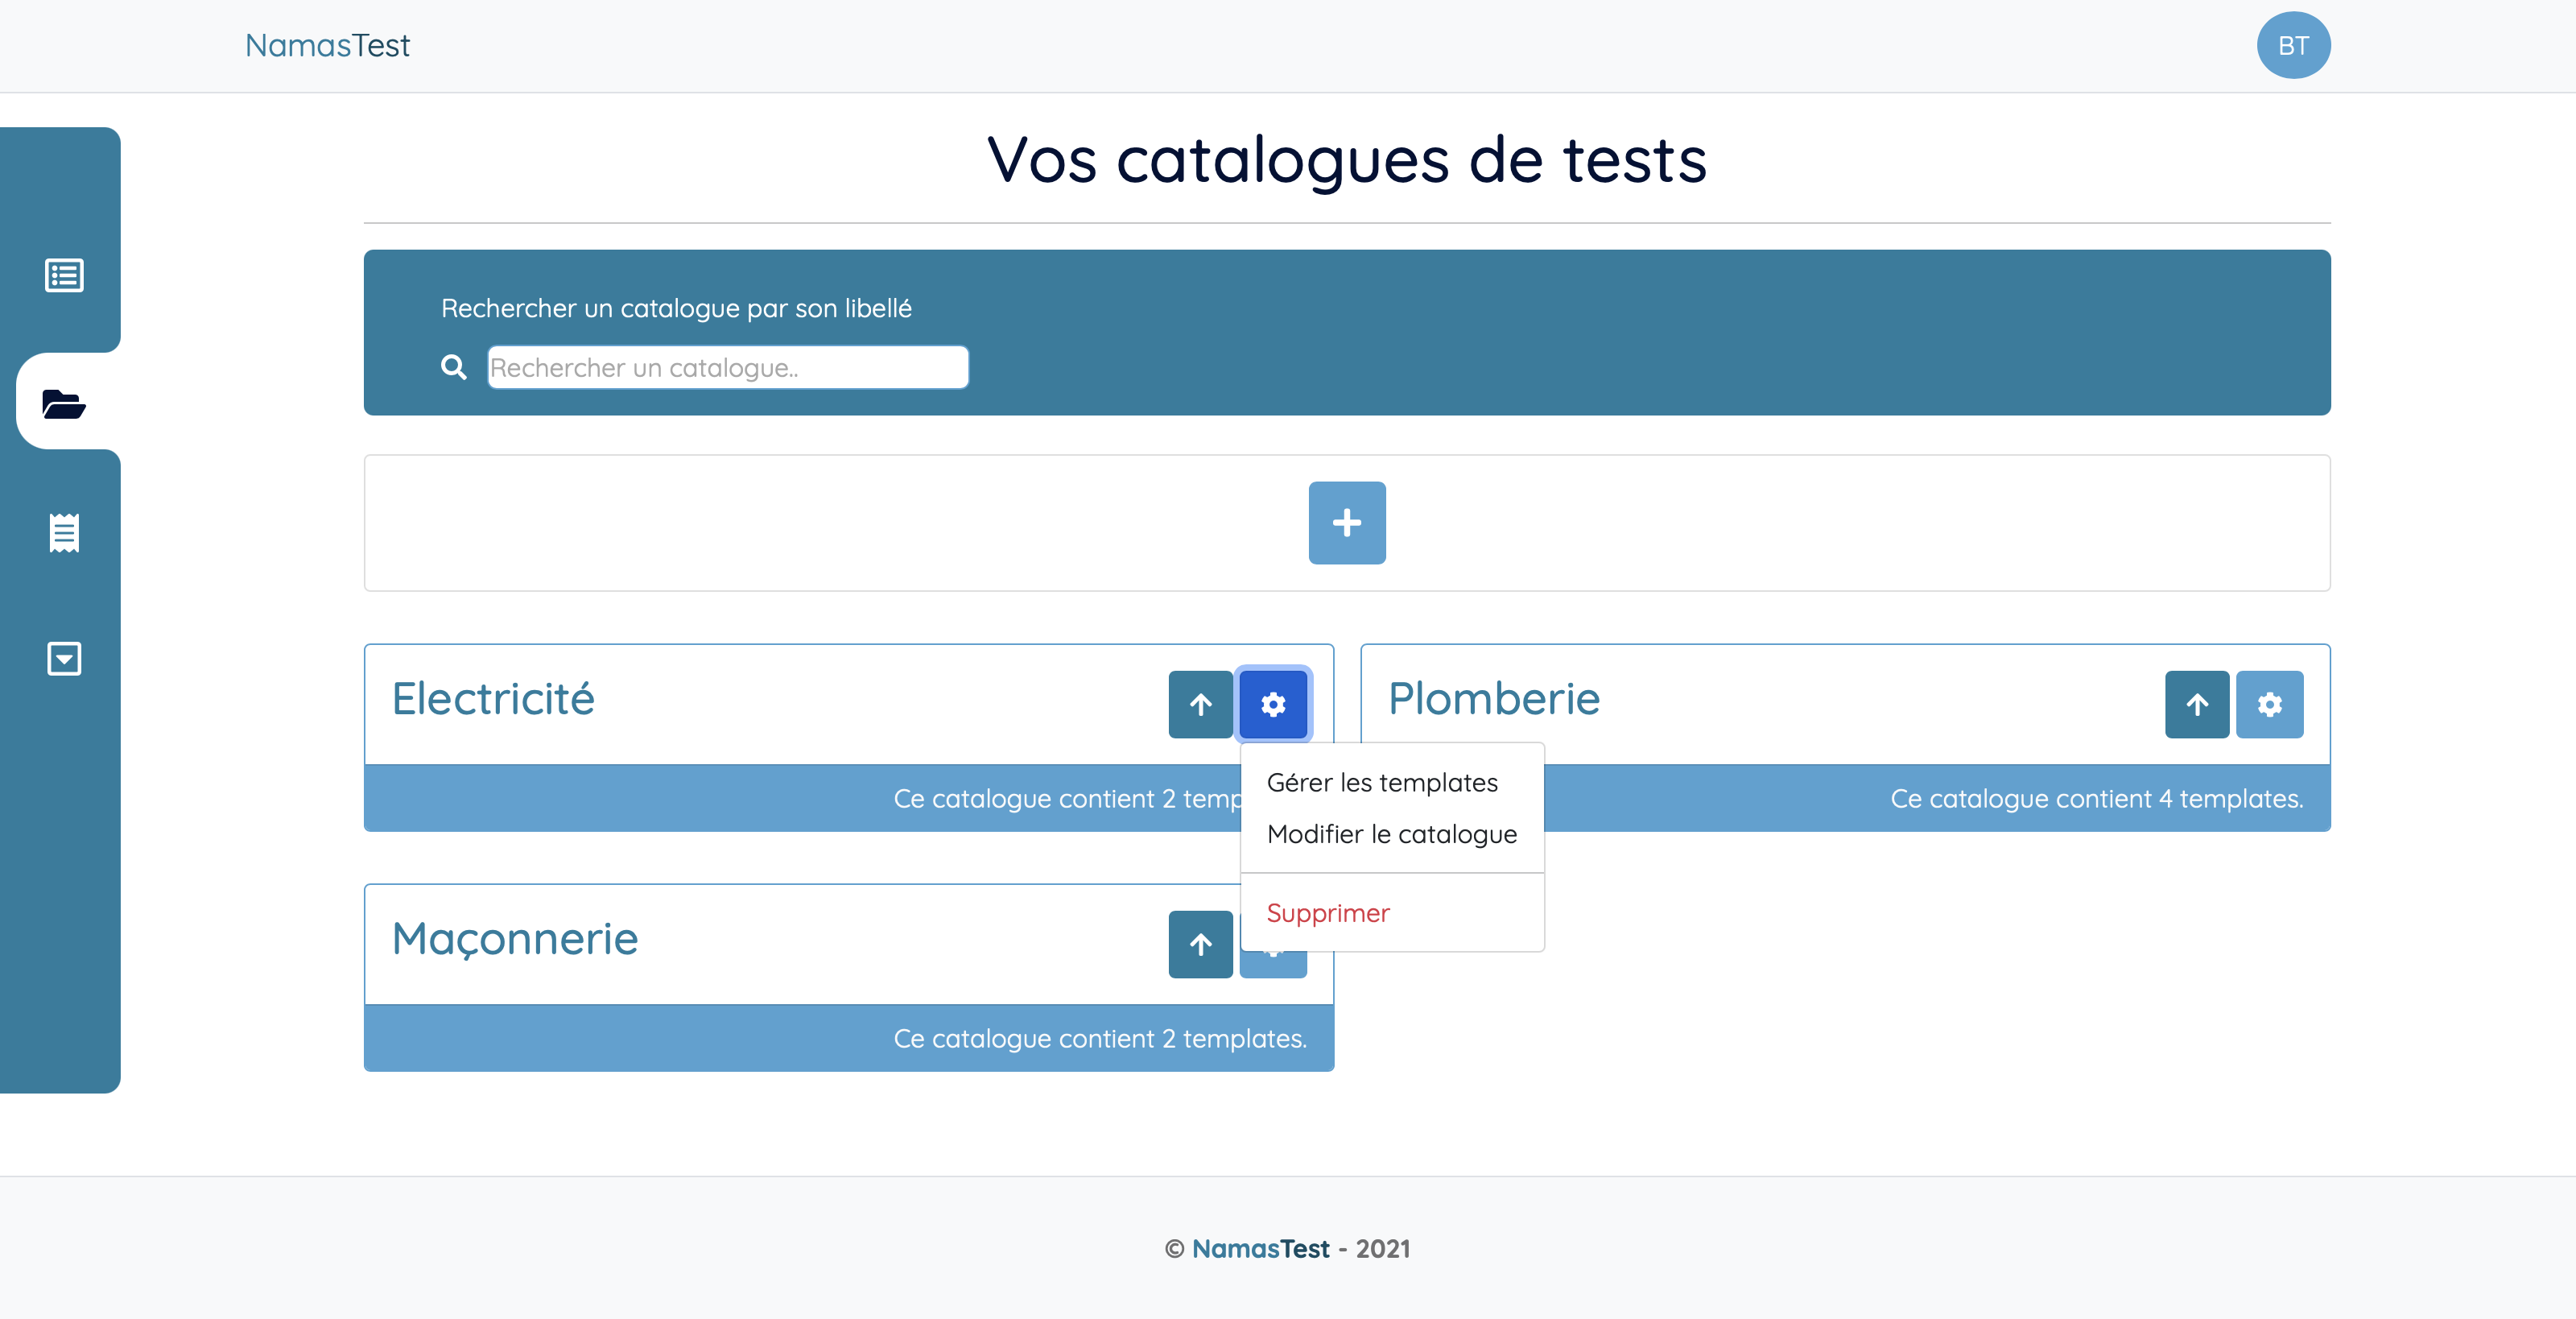 NamasTest
BT
Vos catalogues de tests
Rechercher un catalogue par son libellé
Rechercher un catalogue..
Electricité
Ce catalogue contient 2
Gérer les templates
Modifier le catalogue
Supprimer
Plomberie
Ce catalogue contient 4 templates.
Maçonnerie
Ce catalogue contient 2 templates.
© NamasTest - 2021